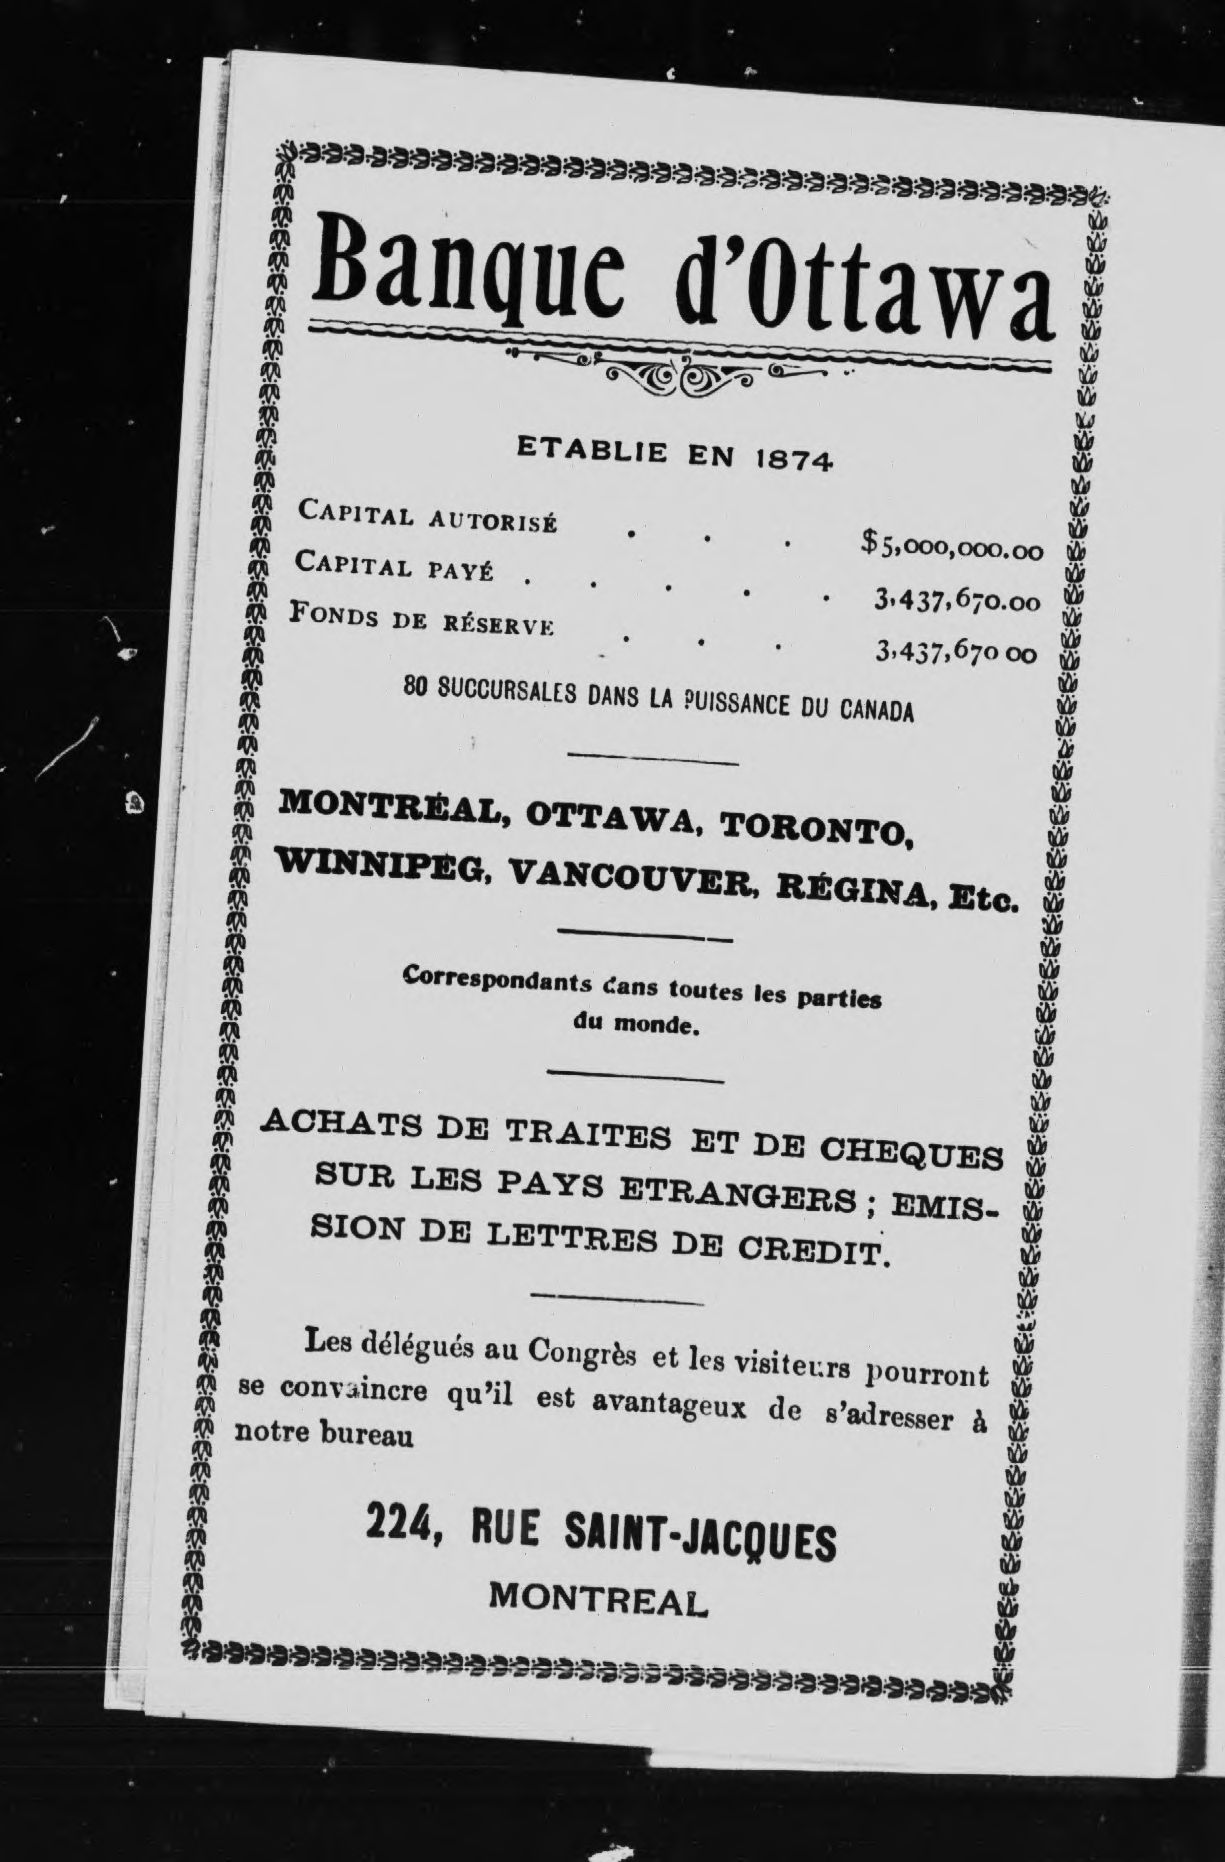 Banque d'Ottawa
ETABLIE EN 1874
CAPITAL AUTORISÉ . . . $5,000,000.00
CAPITAL PAYÉ . . . . . 3,437,670.00
FONDS DE RÉSERVE . . . 3,437,670 00
80 SUCCURSALES DANS LA PUISSANCE DU CANADA
MONTRÉAL, OTTAWA, TORONTO,
WINNIPÉG, VANCOUVER, RÉGINA, Etc.
Correspondants dans toutes les parties
du monde.
ACHATS DE TRAITES ET DE CHEQUES
SUR LES PAYS ETRANGERS ; EMIS-
SION DE LETTRES DE CREDIT.
Les délégués au Congrès et les visiteurs pourront
se convaincre qu'il est avantageux de s'adresser à
notre bureau
224, RUE SAINT-JACQUES
MONTREAL